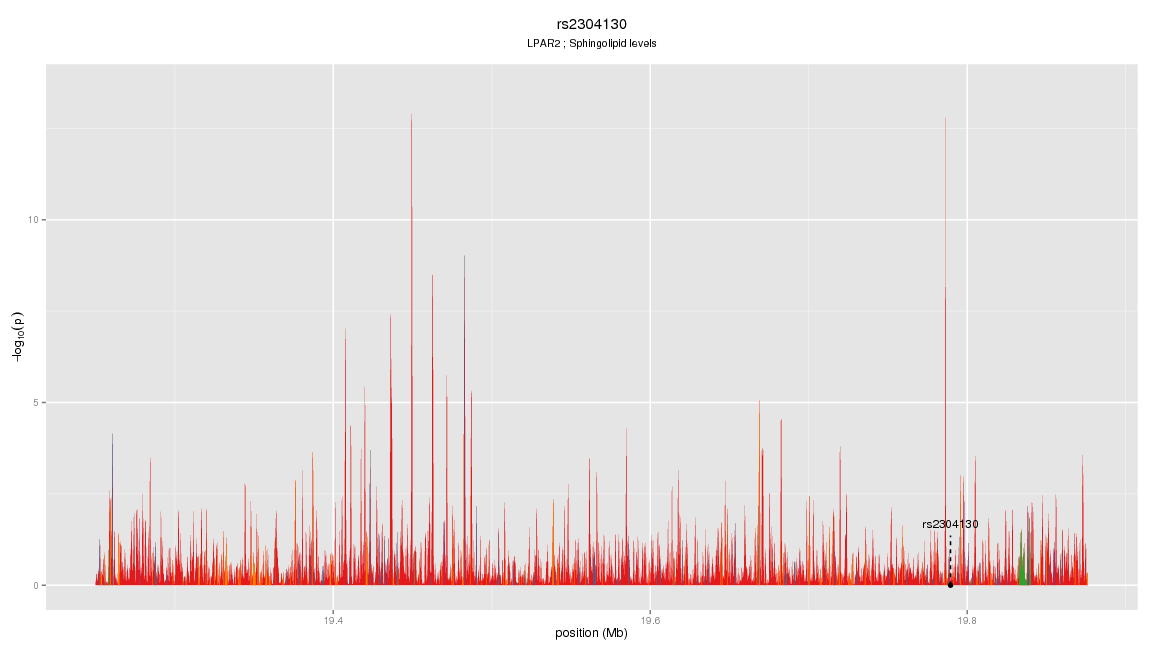 rs2304130
LPAR2 ; Sphingolipid levels
−log10(p)
10
5
0
rs2304130
19.4
19.6
19.8
position (Mb)